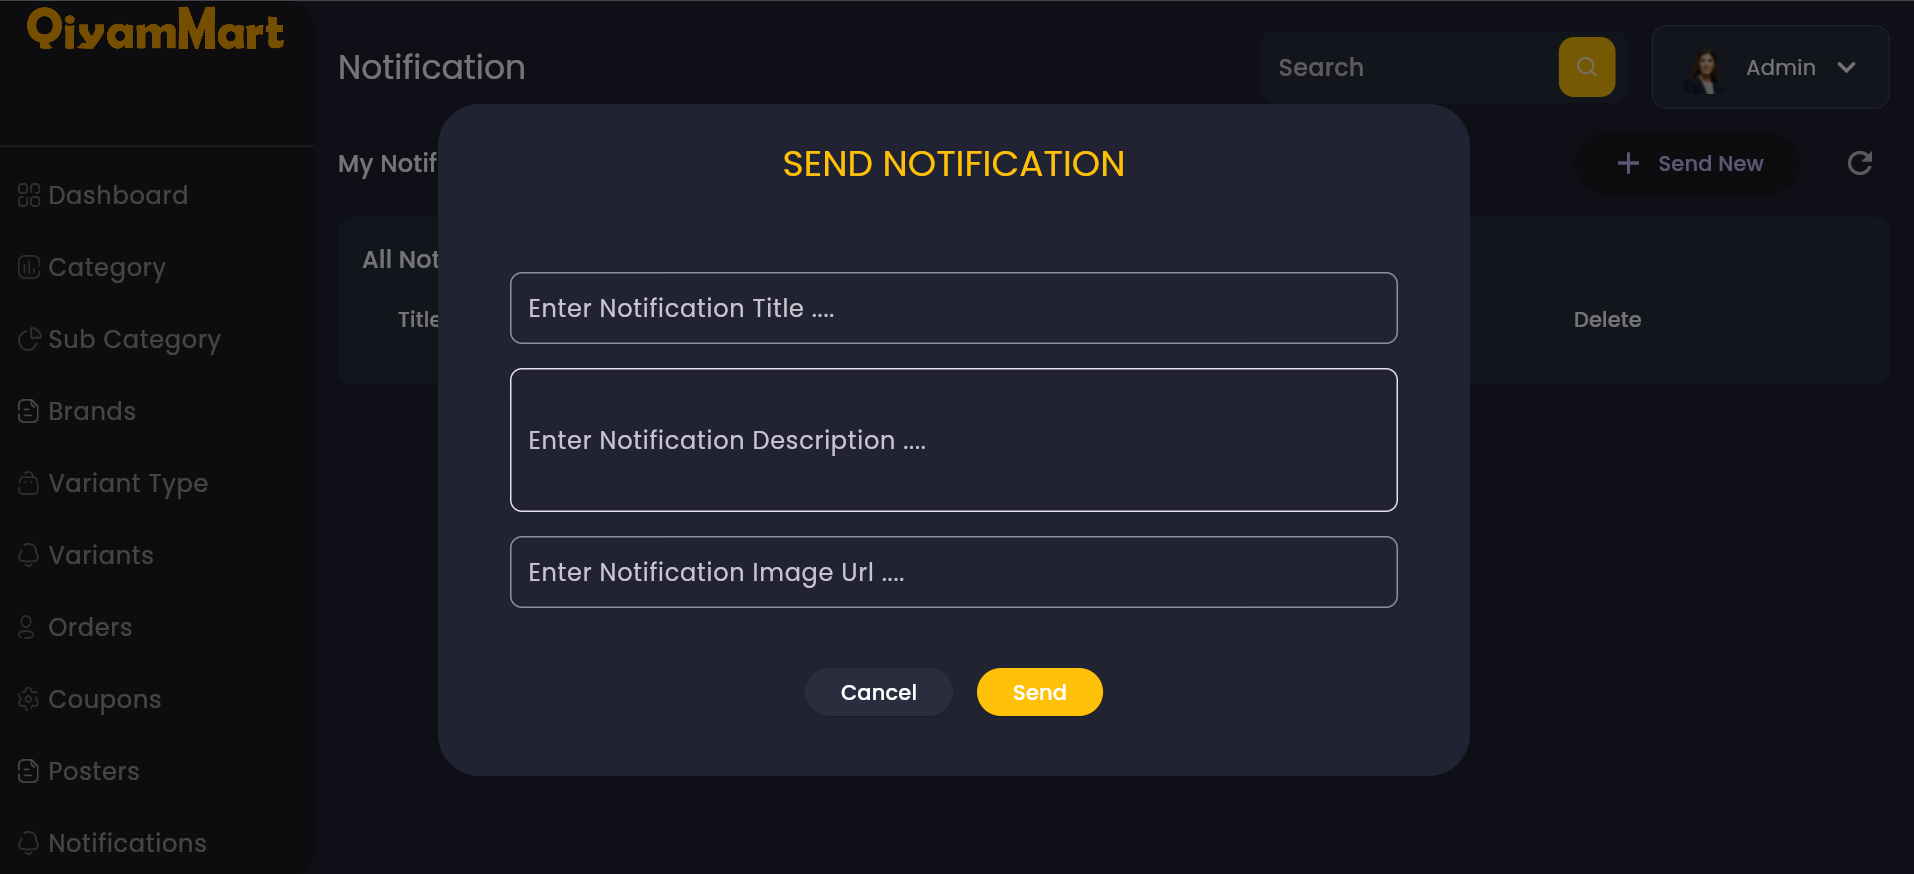 QiyamMart
Dashboard
Category
Sub Category
Brands
Variant Type
Variants
Orders
Coupons
Posters
Notifications
Notification
Search
Admin
My Notif
Send New
All Not
Title
Delete
SEND NOTIFICATION
Enter Notification Title ....
Enter Notification Description ....
Enter Notification Image Url ....
Cancel
Send